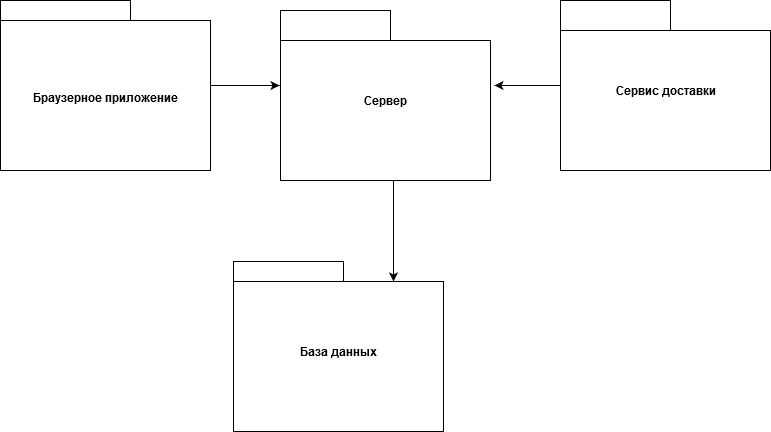 Браузерное приложение
Сервер
Сервис доставки
База данных